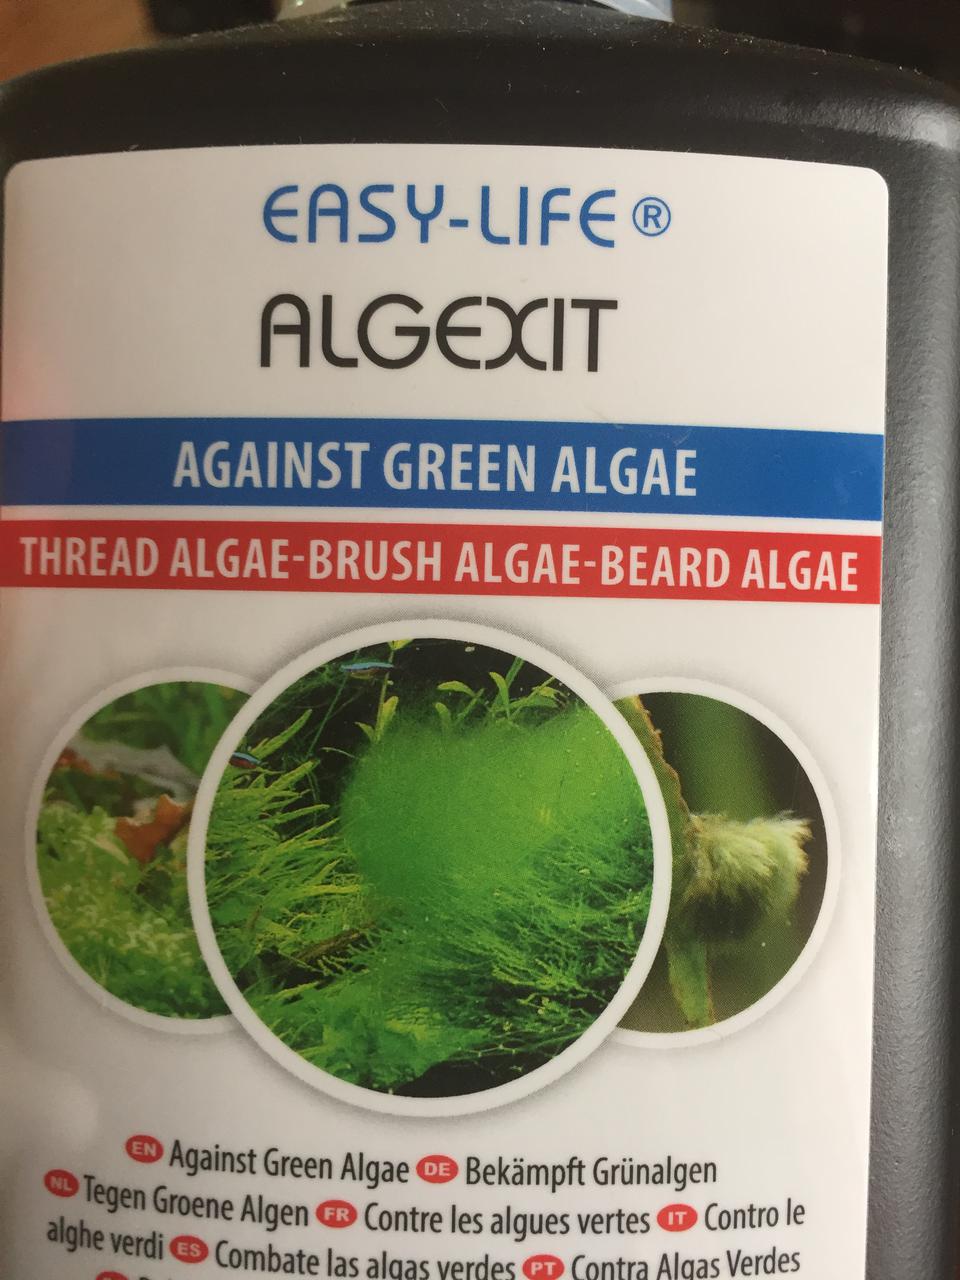 EASY-LIFE®
ALGEXIT
AGAINST GREEN ALGAE
THREAD ALGAE-BRUSH ALGAE-BEARD ALGAE
EN Against Green Algae DE Bekämpft Grünalgen
NL Tegen Groene Algen FR Contre les algues vertes IT Contro le
alghe verdi ES Combate las algas verdes PT Contra Algas Verdes